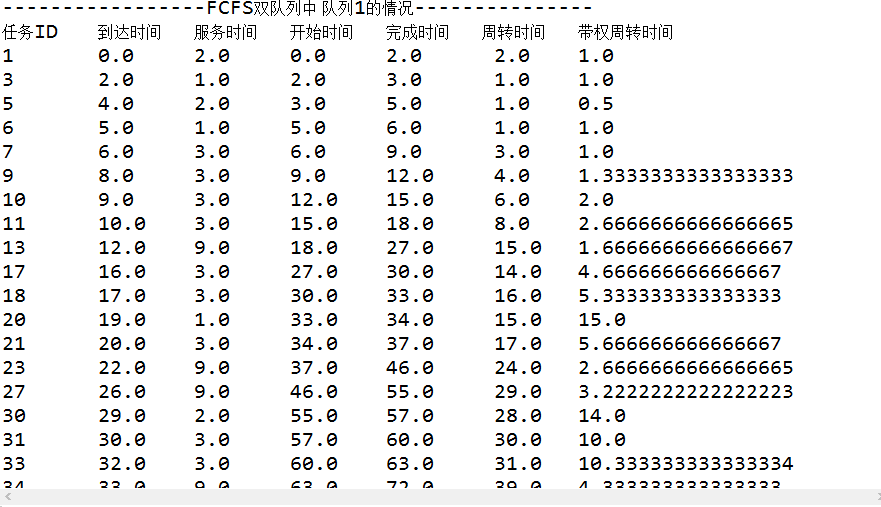 -----------------FCFS双队列中 队列1的情况---------------
任务ID 到达时间 服务时间 开始时间 完成时间 周转时间 带权周转时间
1 0.0 2.0 0.0 2.0 2.0 1.0
3 2.0 1.0 2.0 3.0 1.0 1.0
5 4.0 2.0 3.0 5.0 1.0 0.5
6 5.0 1.0 5.0 6.0 1.0 1.0
7 6.0 3.0 6.0 9.0 3.0 1.0
9 8.0 3.0 9.0 12.0 4.0 1.3333333333333333
10 9.0 3.0 12.0 15.0 6.0 2.0
11 10.0 3.0 15.0 18.0 8.0 2.6666666666666665
13 12.0 9.0 18.0 27.0 15.0 1.6666666666666667
17 16.0 3.0 27.0 30.0 14.0 4.666666666666667
18 17.0 3.0 30.0 33.0 16.0 5.333333333333333
20 19.0 1.0 33.0 34.0 15.0 15.0
21 20.0 3.0 34.0 37.0 17.0 5.666666666666667
23 22.0 9.0 37.0 46.0 24.0 2.6666666666666665
27 26.0 9.0 46.0 55.0 29.0 3.2222222222222223
30 29.0 2.0 55.0 57.0 28.0 14.0
31 30.0 3.0 57.0 60.0 30.0 10.0
33 32.0 3.0 60.0 63.0 31.0 10.333333333333334
34 33.0 9.0 63.0 72.0 39.0 4.333333333333333